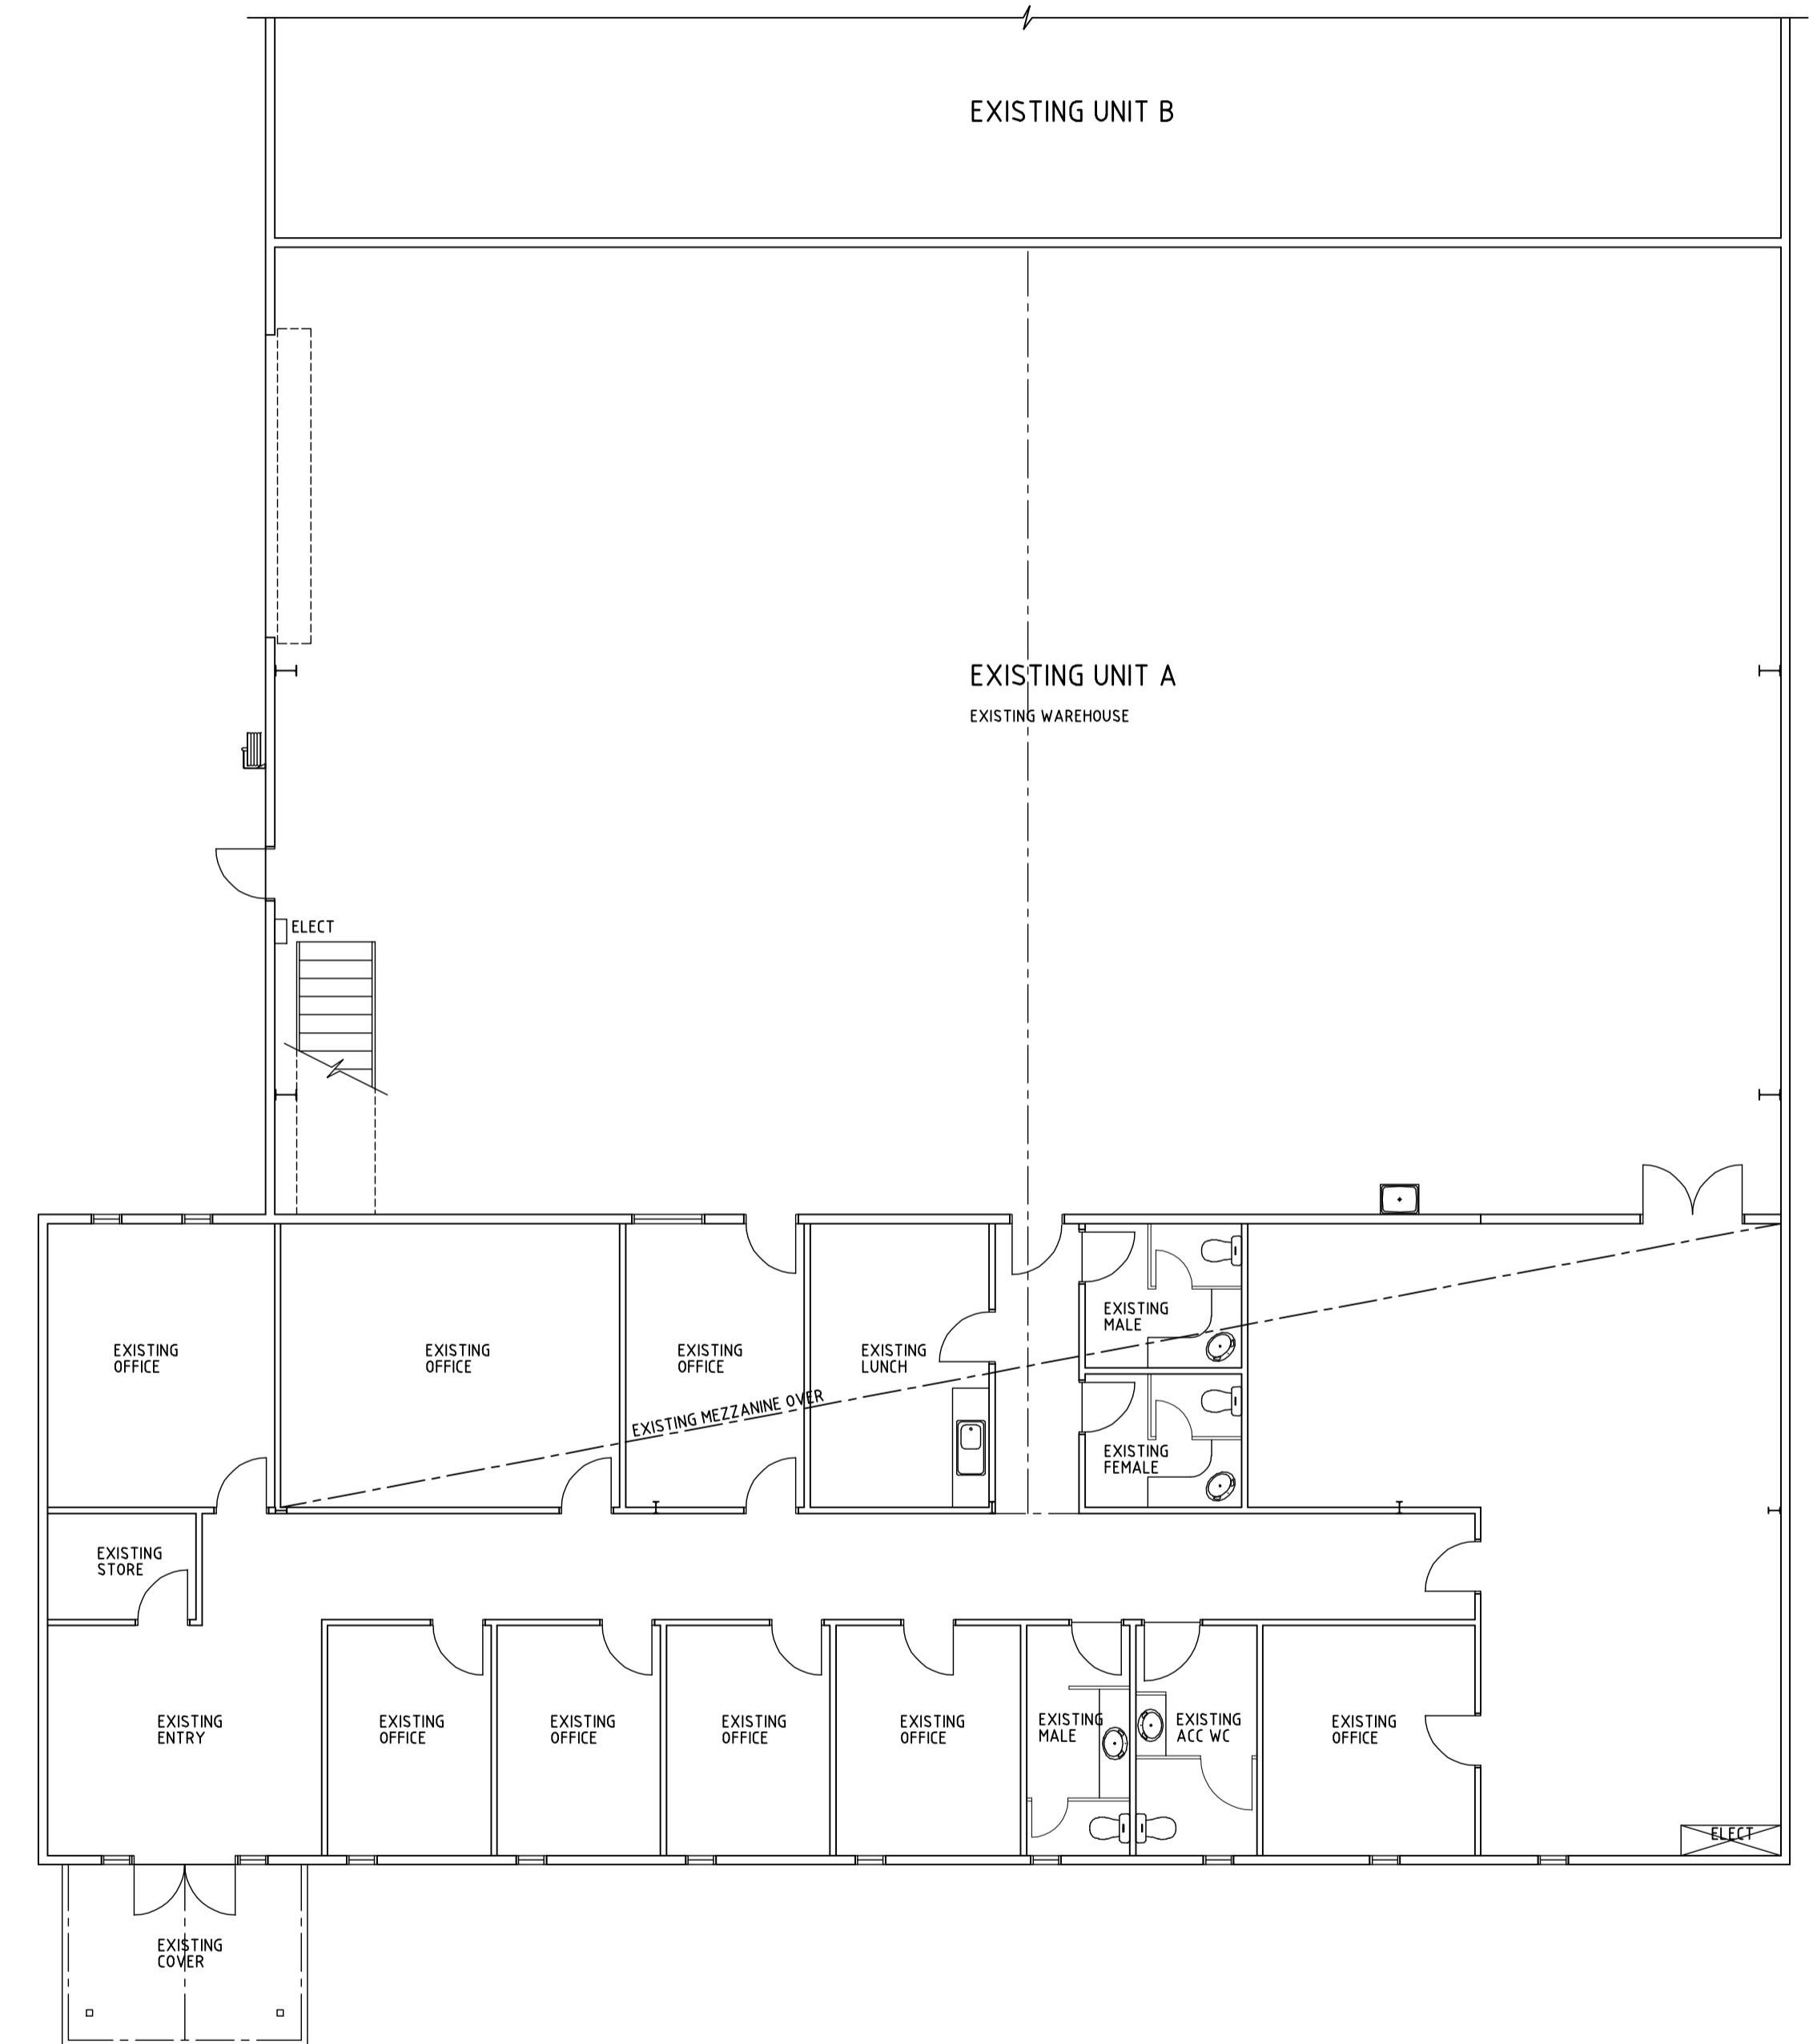 EXISTING UNIT B
EXISTING UNIT A
EXISTING WAREHOUSE
ELECT
EXISTING
MALE
EXISTING
OFFICE
EXISTING
OFFICE
EXISTING
OFFICE
EXISTING
LUNCH
EXISTING MEZZANINE OVER
EXISTING
FEMALE
EXISTING
STORE
EXISTING
ENTRY
EXISTING
OFFICE
EXISTING
OFFICE
EXISTING
OFFICE
EXISTING
OFFICE
EXISTING
MALE
EXISTING
ACC WC
EXISTING
OFFICE
ELECT
EXISTING
COVER